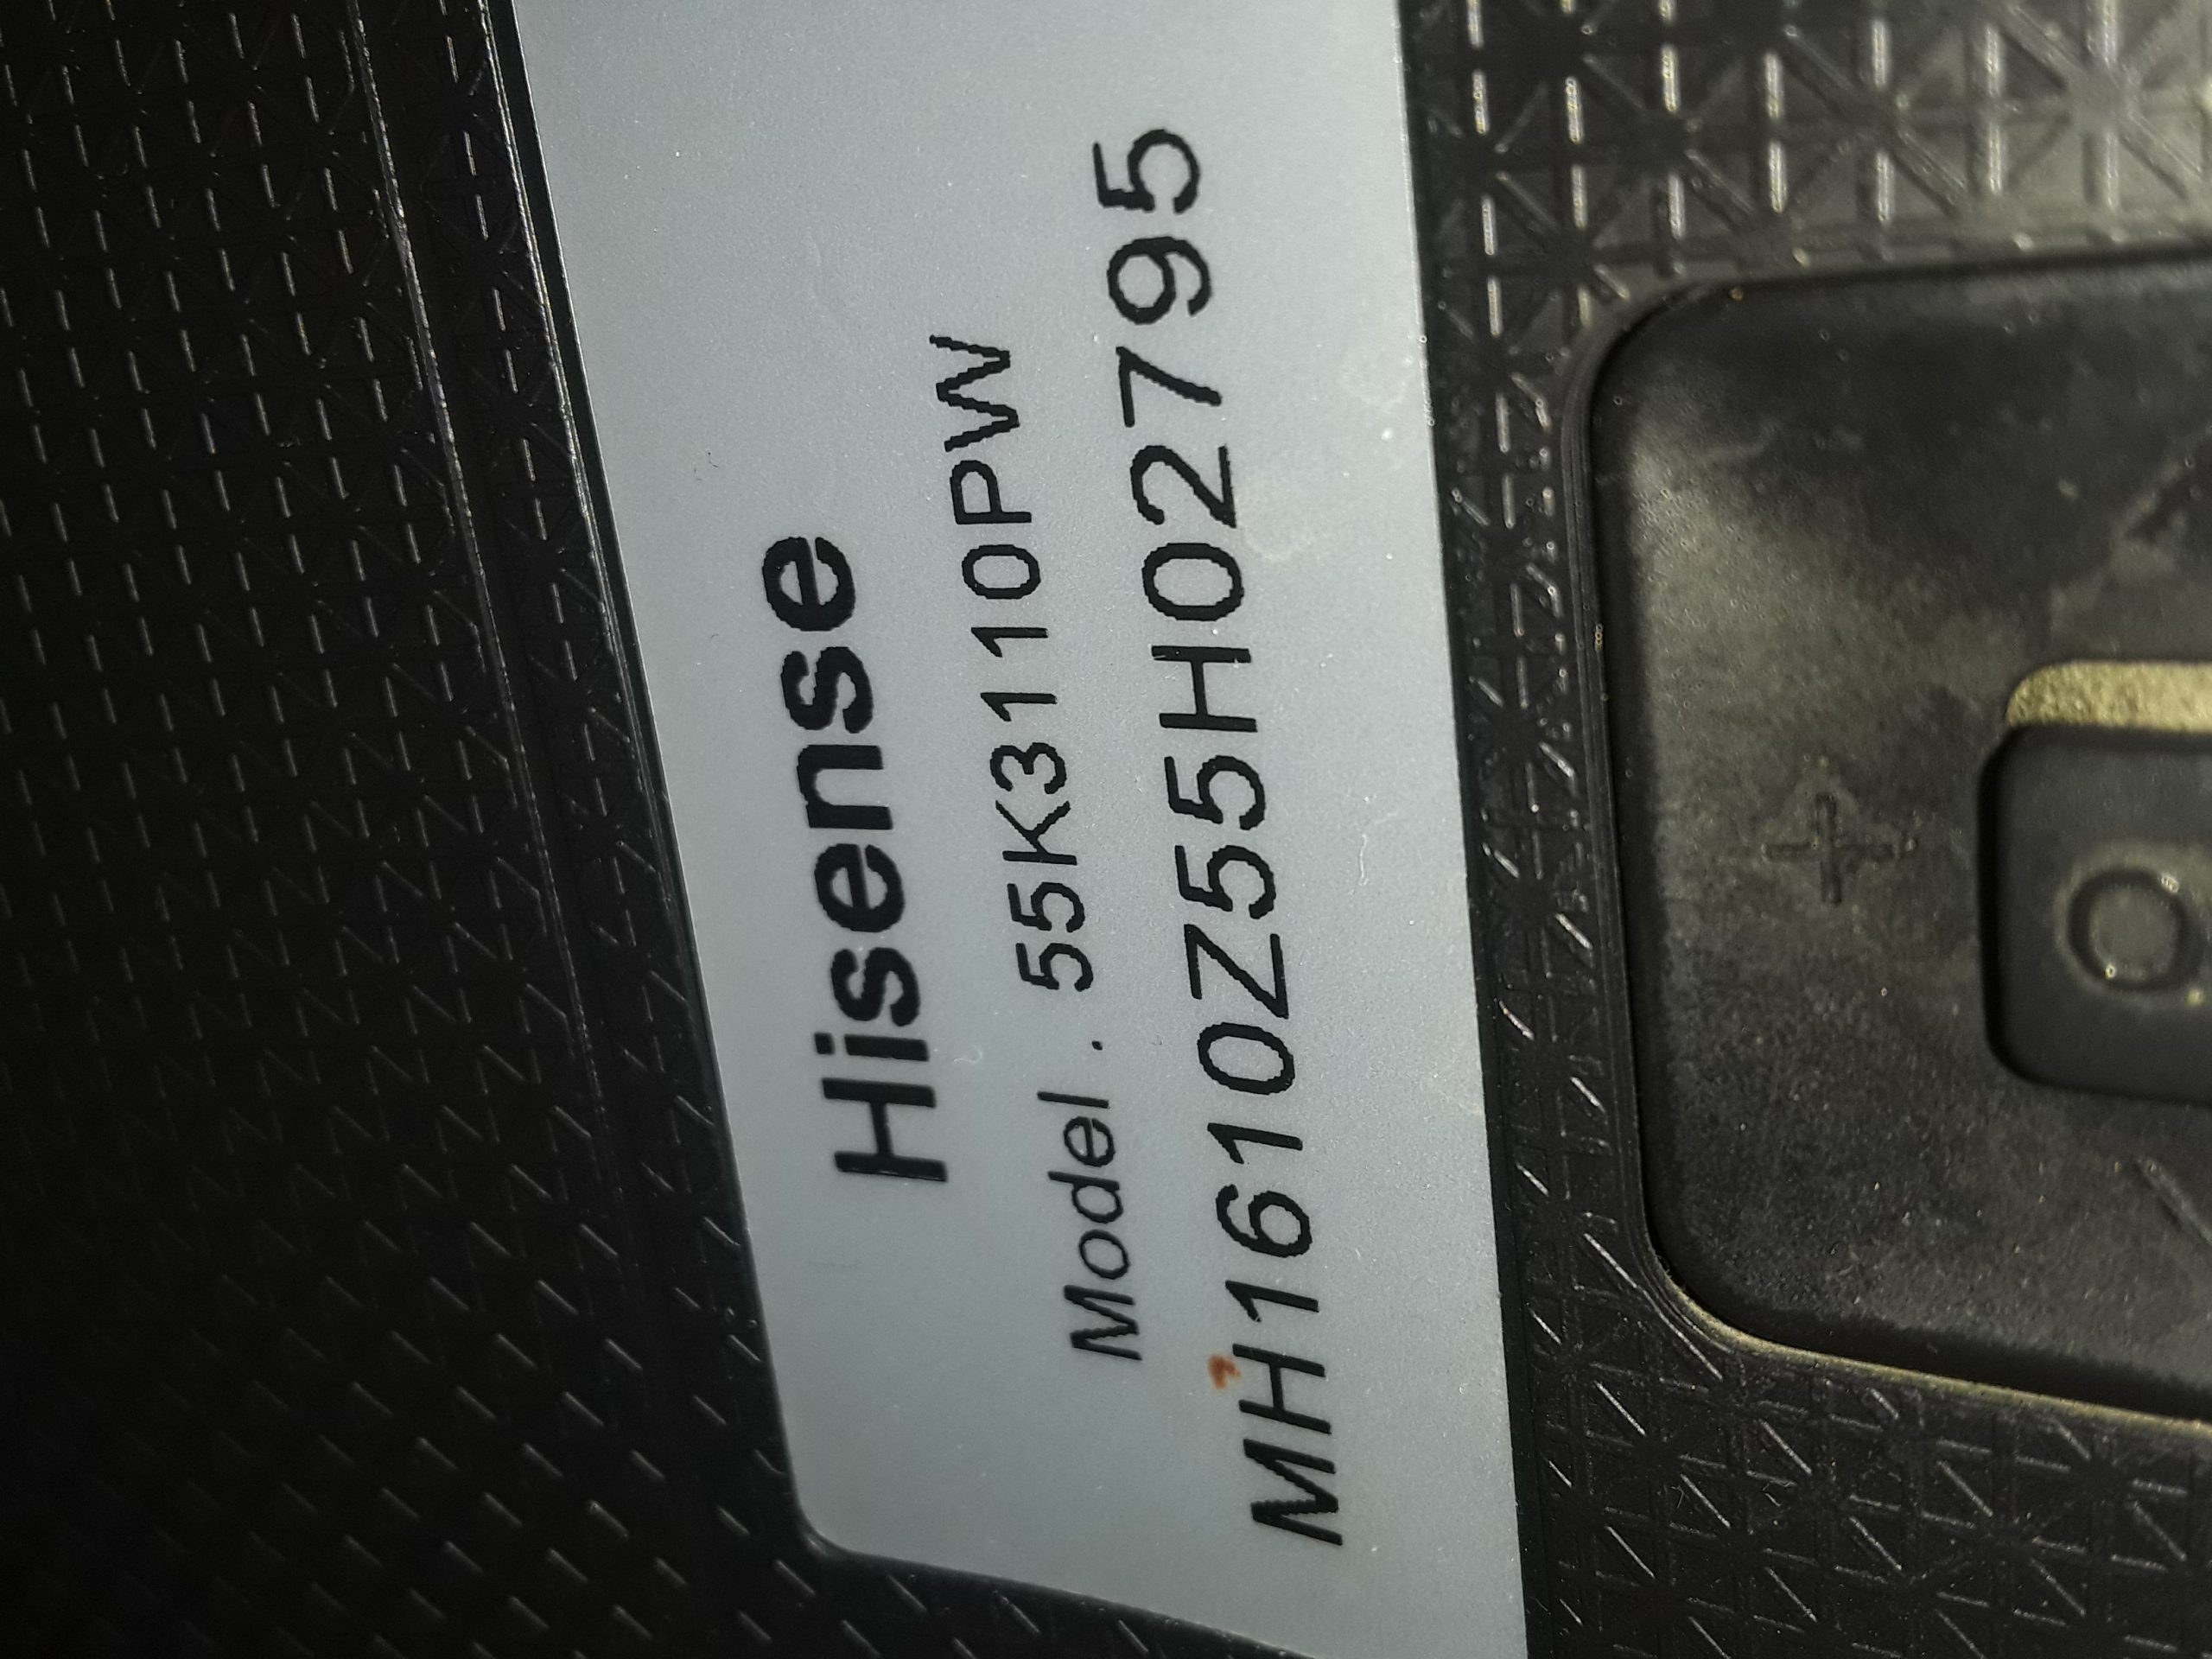 Hisense
Model . 55K3110PW
MH1610Z55H02795
+
O